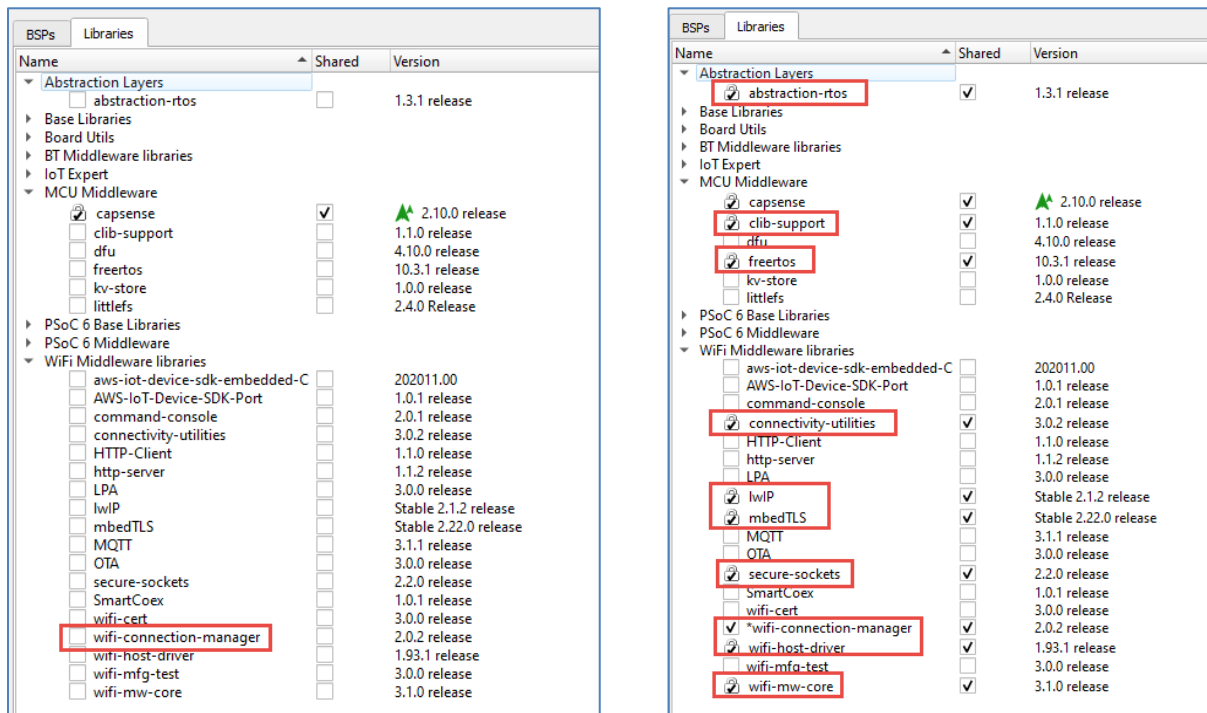 BSPs Libraries
Name Shared Version
Abstraction Layers
abstraction-rtos 1.3.1 release
Base Libraries
Board Utils
BT Middleware libraries
IoT Expert
MCU Middleware
capsense 2.10.0 release
clib-support 1.1.0 release
dfu 4.10.0 release
freertos 10.3.1 release
kv-store 1.0.0 release
littlefs 2.4.0 Release
PSoC 6 Base Libraries
PSoC 6 Middleware
WiFi Middleware libraries
aws-iot-device-sdk-embedded-C 202011.00
AWS-IoT-Device-SDK-Port 1.0.1 release
command-console 2.0.1 release
connectivity-utilities 3.0.2 release
HTTP-Client 1.1.0 release
http-server 1.1.2 release
LPA 3.0.0 release
lwIP Stable 2.1.2 release
mbedTLS Stable 2.22.0 release
MQTT 3.1.1 release
OTA 3.0.0 release
secure-sockets 2.2.0 release
SmartCoex 1.0.1 release
wifi-cert 3.0.0 release
wifi-connection-manager 2.0.2 release
wifi-host-driver 1.93.1 release
wifi-mfg-test 3.0.0 release
wifi-mw-core 3.1.0 release
BSPs Libraries
Name Shared Version
Abstraction Layers
abstraction-rtos 1.3.1 release
Base Libraries
Board Utils
BT Middleware libraries
IoT Expert
MCU Middleware
capsense 2.10.0 release
clib-support 1.1.0 release
dfu 4.10.0 release
freertos 10.3.1 release
kv-store 1.0.0 release
littlefs 2.4.0 Release
PSoC 6 Base Libraries
PSoC 6 Middleware
WiFi Middleware libraries
aws-iot-device-sdk-embedded-C 202011.00
AWS-IoT-Device-SDK-Port 1.0.1 release
command-console 2.0.1 release
connectivity-utilities 3.0.2 release
HTTP-Client 1.1.0 release
http-server 1.1.2 release
LPA 3.0.0 release
lwIP Stable 2.1.2 release
mbedTLS Stable 2.22.0 release
MQTT 3.1.1 release
OTA 3.0.0 release
secure-sockets 2.2.0 release
SmartCoex 1.0.1 release
wifi-cert 3.0.0 release
*wifi-connection-manager 2.0.2 release
wifi-host-driver 1.93.1 release
wifi-mfg-test 3.0.0 release
wifi-mw-core 3.1.0 release